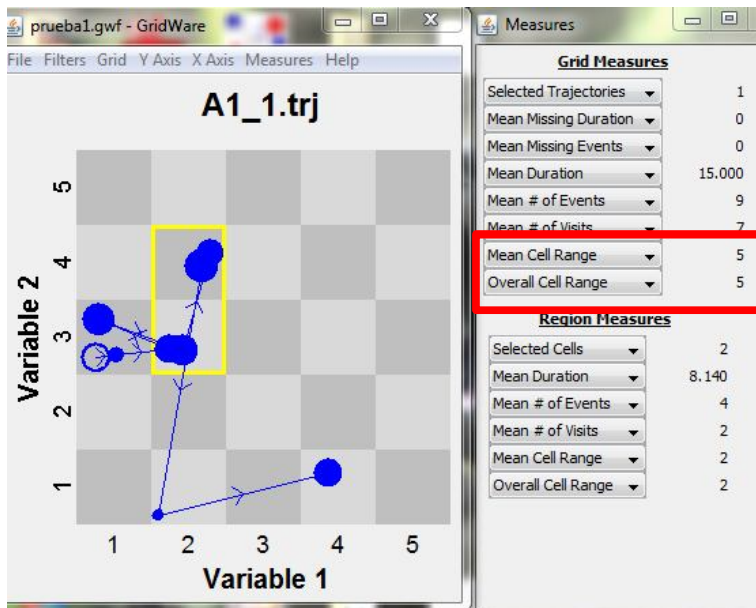 prueba1.gwf - GridWare
File Filters Grid Y Axis X Axis Measures Help
A1_1.trj
5
4
3
2
1
Variable 2
1 2 3 4 5
Variable 1
Measures
Grid Measures
Selected Trajectories 1
Mean Missing Duration 0
Mean Missing Events 0
Mean Duration 15.000
Mean # of Events 9
Mean # of Visits 7
Mean Cell Range 5
Overall Cell Range 5
Region Measures
Selected Cells 2
Mean Duration 8.140
Mean # of Events 4
Mean # of Visits 2
Mean Cell Range 2
Overall Cell Range 2